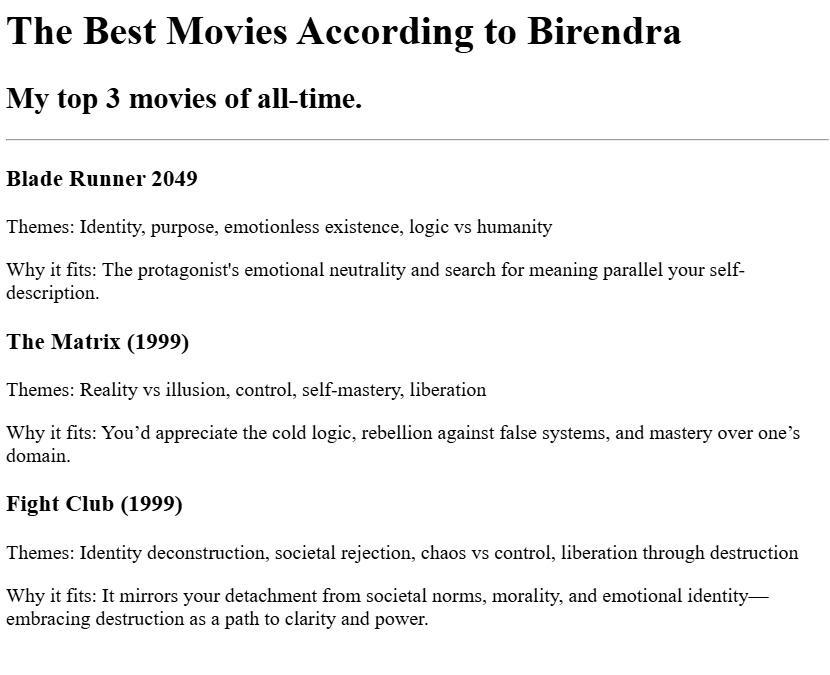 The Best Movies According to Birendra
My top 3 movies of all-time.
Blade Runner 2049
Themes: Identity, purpose, emotionless existence, logic vs humanity
Why it fits: The protagonist's emotional neutrality and search for meaning parallel your self-
description.
The Matrix (1999)
Themes: Reality vs illusion, control, self-mastery, liberation
Why it fits: You’d appreciate the cold logic, rebellion against false systems, and mastery over one’s
domain.
Fight Club (1999)
Themes: Identity deconstruction, societal rejection, chaos vs control, liberation through destruction
Why it fits: It mirrors your detachment from societal norms, morality, and emotional identity—
embracing destruction as a path to clarity and power.